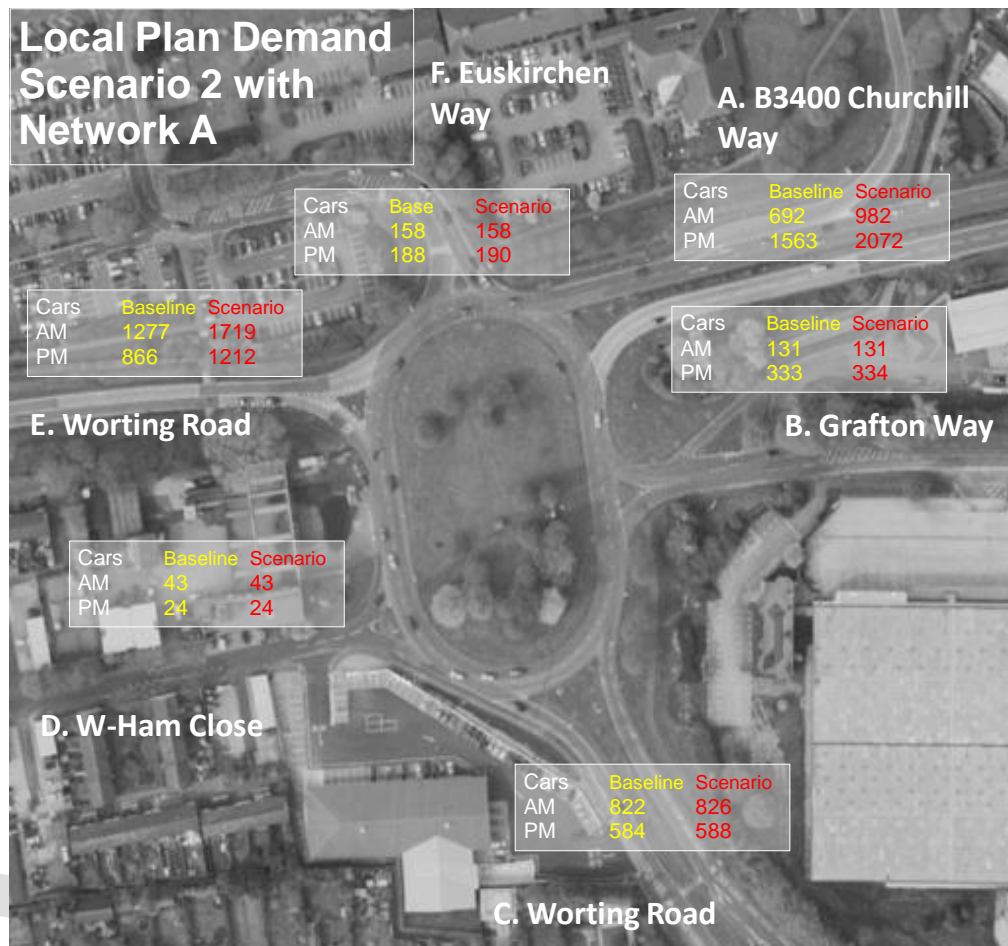 Local Plan Demand
Scenario 2 with
Network A
F. Euskirchen
Way
A. B3400 Churchill
Way
Cars Base Scenario
AM 158 158
PM 188 190
Cars Baseline Scenario
AM 692 982
PM 1563 2072
Cars Baseline Scenario
AM 1277 1719
PM 866 1212
Cars Baseline Scenario
AM 131 131
PM 333 334
E. Worting Road
B. Grafton Way
Cars Baseline Scenario
AM 43 43
PM 24 24
D. W-Ham Close
Cars Baseline Scenario
AM 822 826
PM 584 588
C. Worting Road